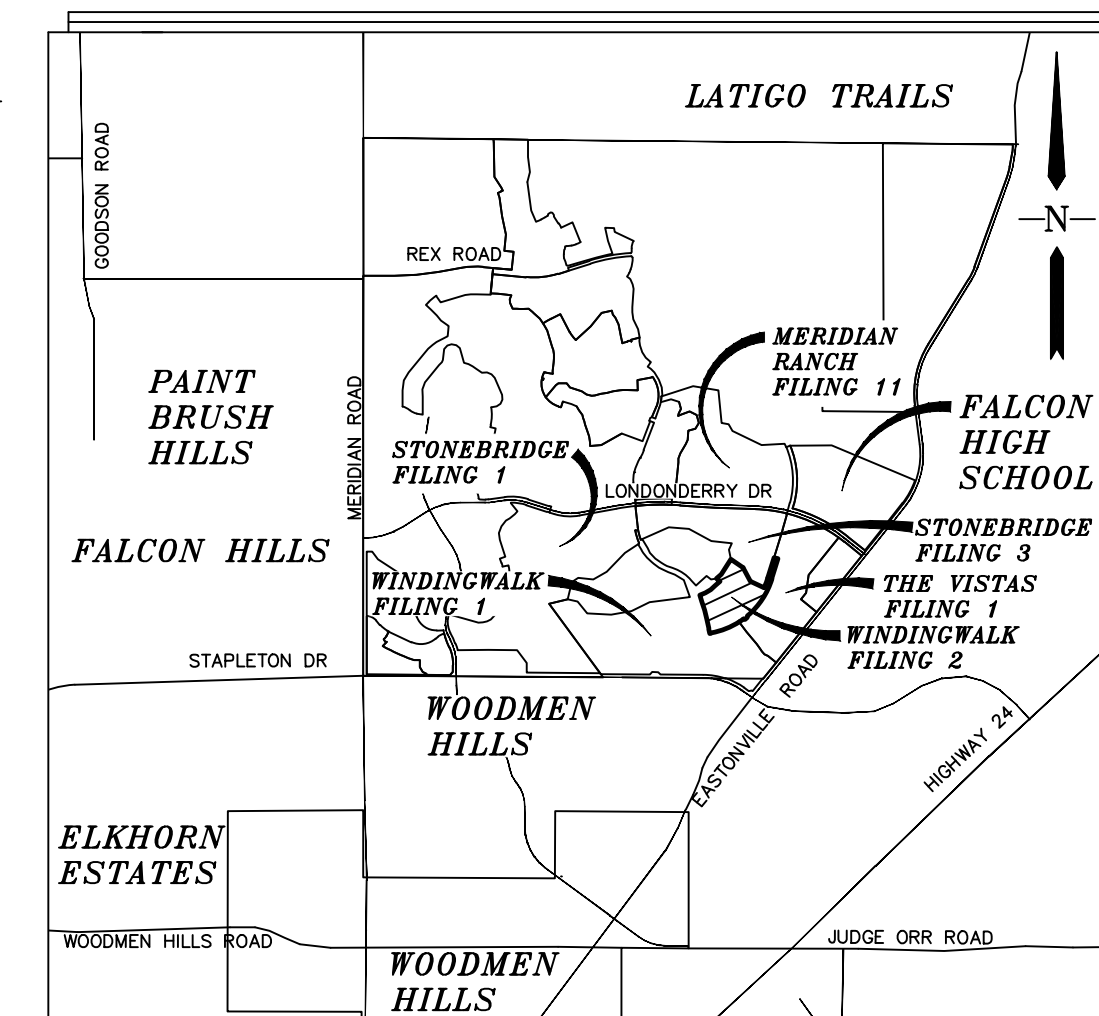 LATIGO TRAILS
GOODSON ROAD
N
REX ROAD
MERIDIAN
RANCH
FILING 11
PAINT
BRUSH
HILLS
MERIDIAN ROAD
FALCON
HIGH
SCHOOL
STONEBRIDGE
FILING 1
LONDONDERRY DR
STONEBRIDGE
FILING 3
FALCON HILLS
WINDINGWALK
FILING 1
THE VISTAS
FILING 1
WINDINGWALK
FILING 2
STAPLETON DR
EASTONVILLE ROAD
WOODMEN
HILLS
HIGHWAY 24
ELKHORN
ESTATES
WOODMEN HILLS ROAD
JUDGE ORR ROAD
WOODMEN
HILLS